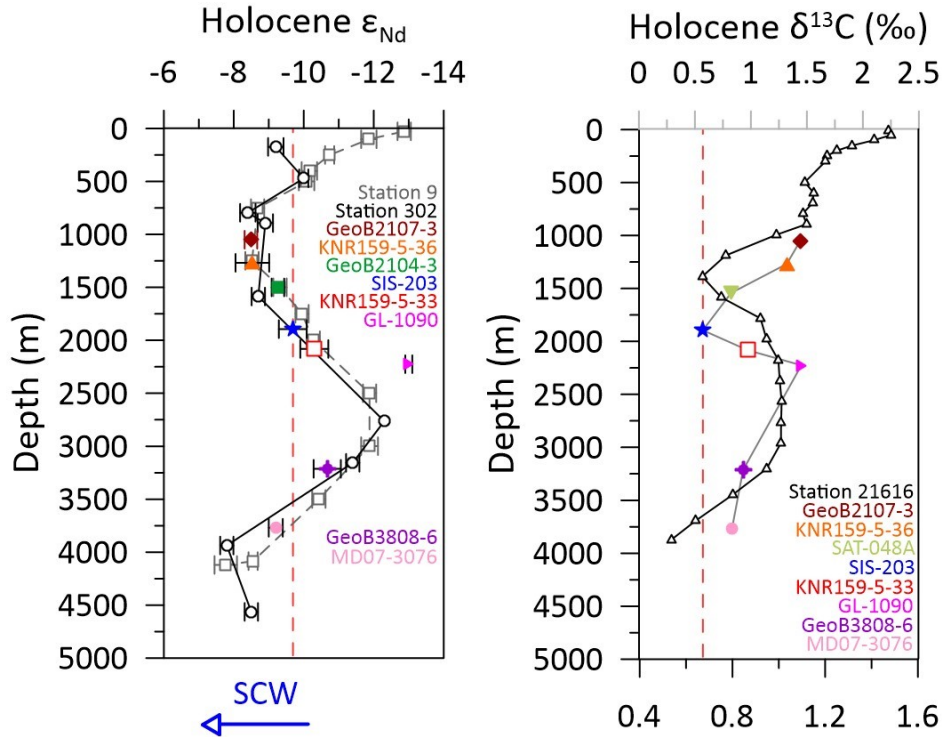 Holocene εNd
-6 -8 -10 -12 -14
0
500
1000
1500
2000
2500
3000
3500
4000
4500
5000
Depth (m)
Station 9
Station 302
GeoB2107-3
KNR159-5-36
GeoB2104-3
SIS-203
KNR159-5-33
GL-1090
GeoB3808-6
MD07-3076
SCW
Holocene δ¹³C (‰)
0 0.5 1 1.5 2 2.5
0
500
1000
1500
2000
2500
3000
3500
4000
4500
5000
Depth (m)
Station 21616
GeoB2107-3
KNR159-5-36
SAT-048A
SIS-203
KNR159-5-33
GL-1090
GeoB3808-6
MD07-3076
0.4 0.8 1.2 1.6